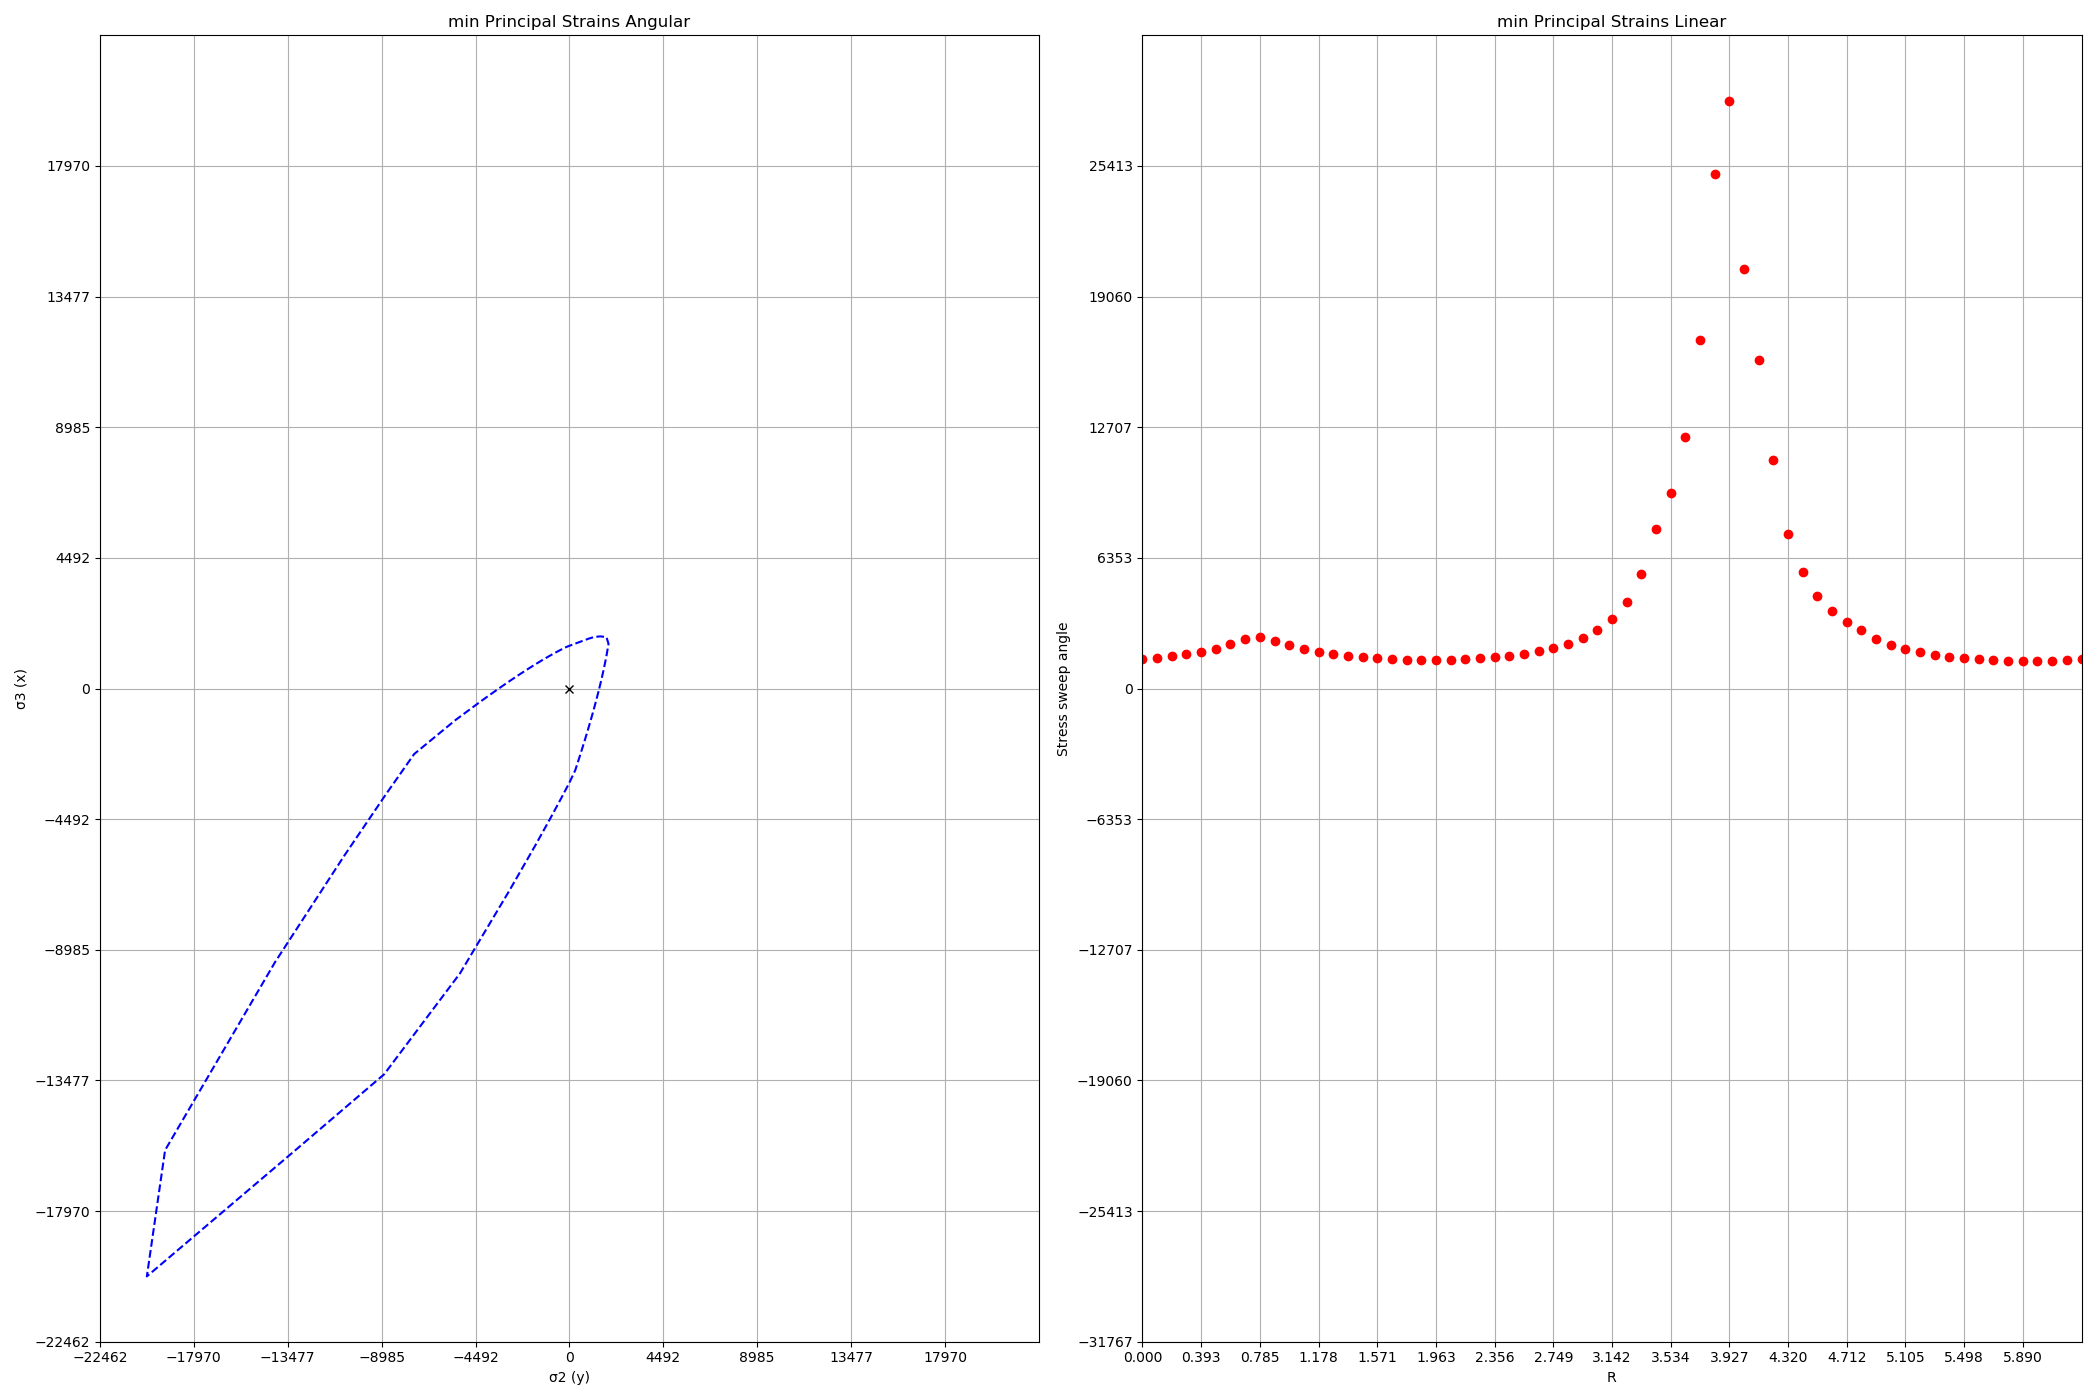 min Principal Strains Angular
17970
13477
8985
4492
0
−4492
−8985
−13477
−17970
−22462
σ3 (x)
−22462 −17970 −13477 −8985 −4492 0 4492 8985 13477 17970
σ2 (y)
min Principal Strains Linear
25413
19060
12707
6353
0
−6353
−12707
−19060
−25413
−31767
Stress sweep angle
0.000 0.393 0.785 1.178 1.571 1.963 2.356 2.749 3.142 3.534 3.927 4.320 4.712 5.105 5.498 5.890
R